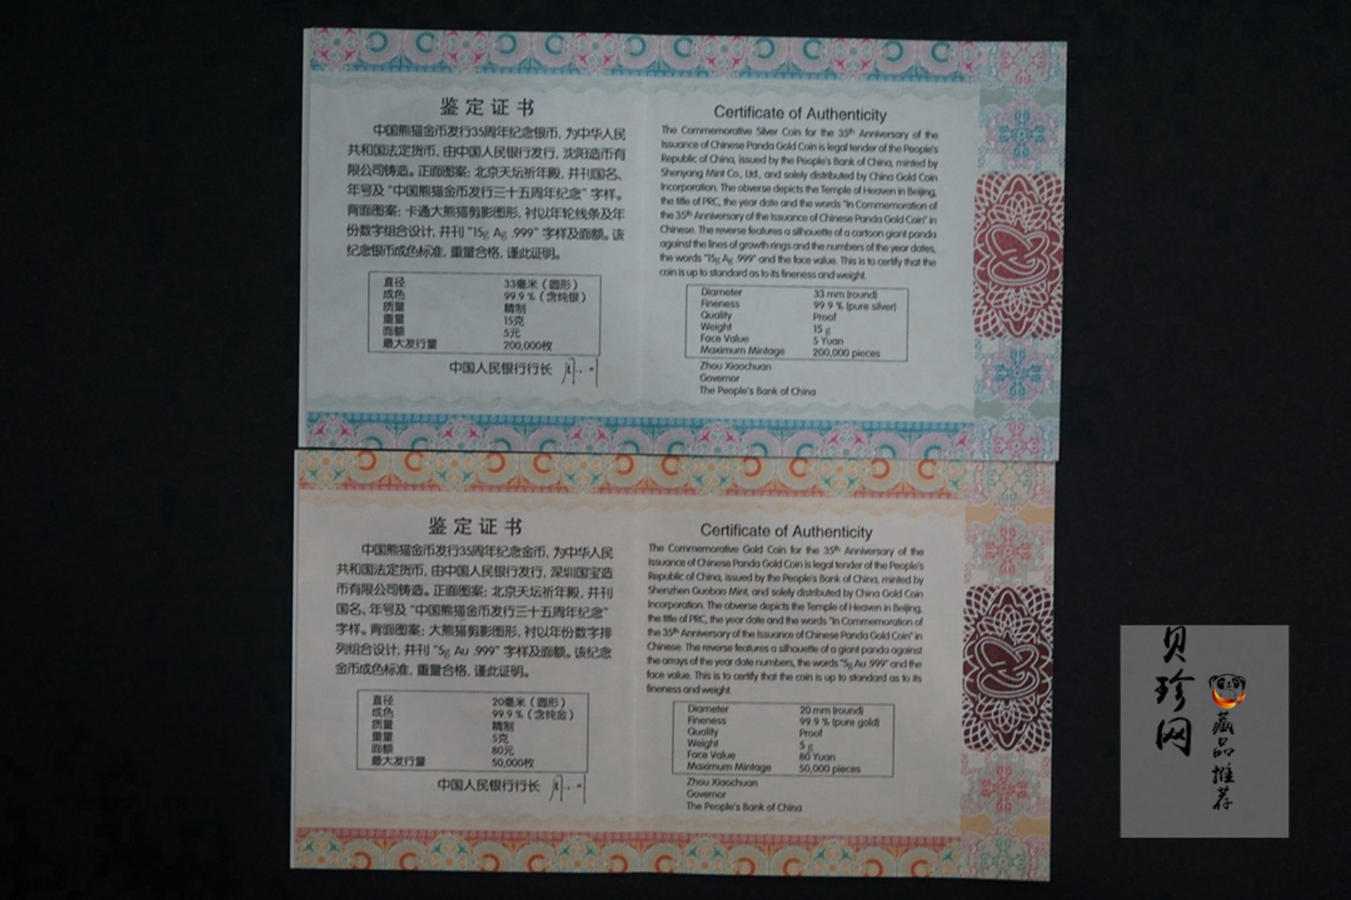 鉴定证书
中国熊猫金币发行35周年纪念银币, 为中华人民
共和国法定货币, 由中国人民银行发行, 沈阳造币有
限公司铸造。正面图案: 北京天坛祈年殿, 并刊国名、
年号及“中国熊猫金币发行三十五周年纪念”字样。
背面图案: 卡通大熊猫剪影图形, 衬以年轮线条及年
份数字组合设计, 并刊“15g Ag .999”字样及面额。该
纪念银币成色标准, 重量合格, 谨此证明。
直径 33毫米（圆形）
成色 99.9％（含纯银）
质量 精制
重量 15克
面额 5元
最大发行量 200,000枚
中国人民银行行长
Certificate of Authenticity
The Commemorative Silver Coin for the 35th Anniversary of the
Issuance of Chinese Panda Gold Coin is legal tender of the People's
Republic of China, issued by the People's Bank of China, minted by
Shenyang Mint Co., Ltd., and solely distributed by China Gold Coin
Incorporation. The obverse depicts the Temple of Heaven in Beijing,
the title of PRC, the year date and the words "In Commemoration of
the 35th Anniversary of the Issuance of Chinese Panda Gold Coin" in
Chinese. The reverse features a silhouette of a cartoon giant panda
against the lines of growth rings and the numbers of the year dates,
the words "15g Ag .999" and the face value. This is to certify that the
coin is up to standard as to its fineness and weight.
Diameter 33 mm (round)
Fineness 99.9 % (pure silver)
Quality Proof
Weight 15 g
Face Value 5 Yuan
Maximum Mintage 200,000 pieces
Zhou Xiaochuan
Governor
The People's Bank of China
鉴定证书
中国熊猫金币发行35周年纪念金币, 为中华人民
共和国法定货币, 由中国人民银行发行, 深圳国宝造
币有限公司铸造。正面图案: 北京天坛祈年殿, 并刊
国名、年号及“中国熊猫金币发行三十五周年纪念”
字样。背面图案: 大熊猫剪影图形, 衬以年份数字排
列组合设计, 并刊“5g Au .999”字样及面额。该纪念
金币成色标准, 重量合格, 谨此证明。
直径 20毫米（圆形）
成色 99.9％（含纯金）
质量 精制
重量 5克
面额 80元
最大发行量 50,000枚
中国人民银行行长
Certificate of Authenticity
The Commemorative Gold Coin for the 35th Anniversary of the
Issuance of Chinese Panda Gold Coin is legal tender of the People's
Republic of China, issued by the People's Bank of China, minted by
Shenzhen Guobao Mint, and solely distributed by China Gold Coin
Incorporation. The obverse depicts the Temple of Heaven in Beijing,
the title of PRC, the year date and the words "In Commemoration of
the 35th Anniversary of the Issuance of Chinese Panda Gold Coin" in
Chinese. The reverse features a silhouette of a giant panda against
the arrays of the year date numbers, the words "5g Au .999" and the
face value. This is to certify that the coin is up to standard as to its
fineness and weight.
Diameter 20 mm (round)
Fineness 99.9 % (pure gold)
Quality Proof
Weight 5 g
Face Value 80 Yuan
Maximum Mintage 50,000 pieces
Zhou Xiaochuan
Governor
The People's Bank of China
贝珍网
藏品推荐